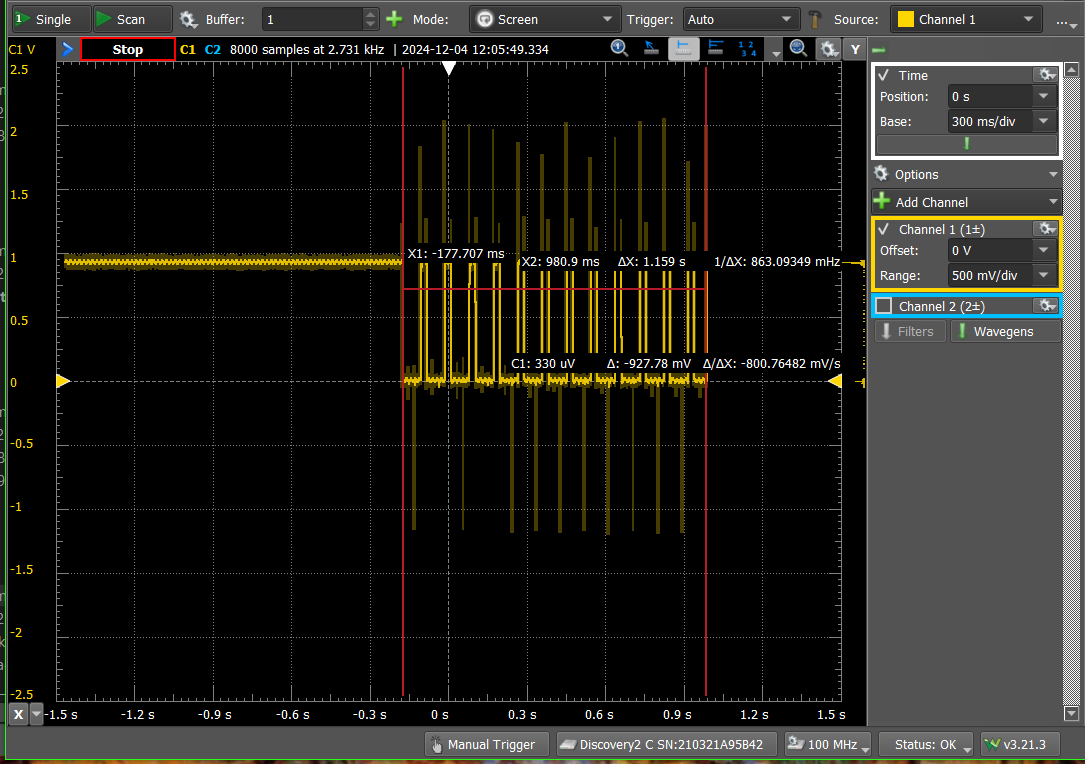 1 Single Scan Buffer: 1 Mode: Screen Trigger: Auto Source: Channel 1 ...
C1 V Stop C1 C2 8000 samples at 2.731 kHz | 2024-12-04 12:05:49.334 Y
2.5
2
1.5
1
0.5
0
-0.5
-1
-1.5
-2
-2.5
X1: -177.707 ms
X2: 980.9 ms ΔX: 1.159 s 1/ΔX: 863.09349 mHz
C1: 330 uV Δ: -927.78 mV Δ/ΔX: -800.76482 mV/s
X -1.5 s -1.2 s -0.9 s -0.6 s -0.3 s 0 s 0.3 s 0.6 s 0.9 s 1.2 s 1.5 s
Time
Position: 0 s
Base: 300 ms/div
Options
Add Channel
Channel 1 (1±)
Offset: 0 V
Range: 500 mV/div
Channel 2 (2±)
Filters Wavegens
Manual Trigger Discovery2 C SN:210321A95B42 100 MHz Status: OK v3.21.3